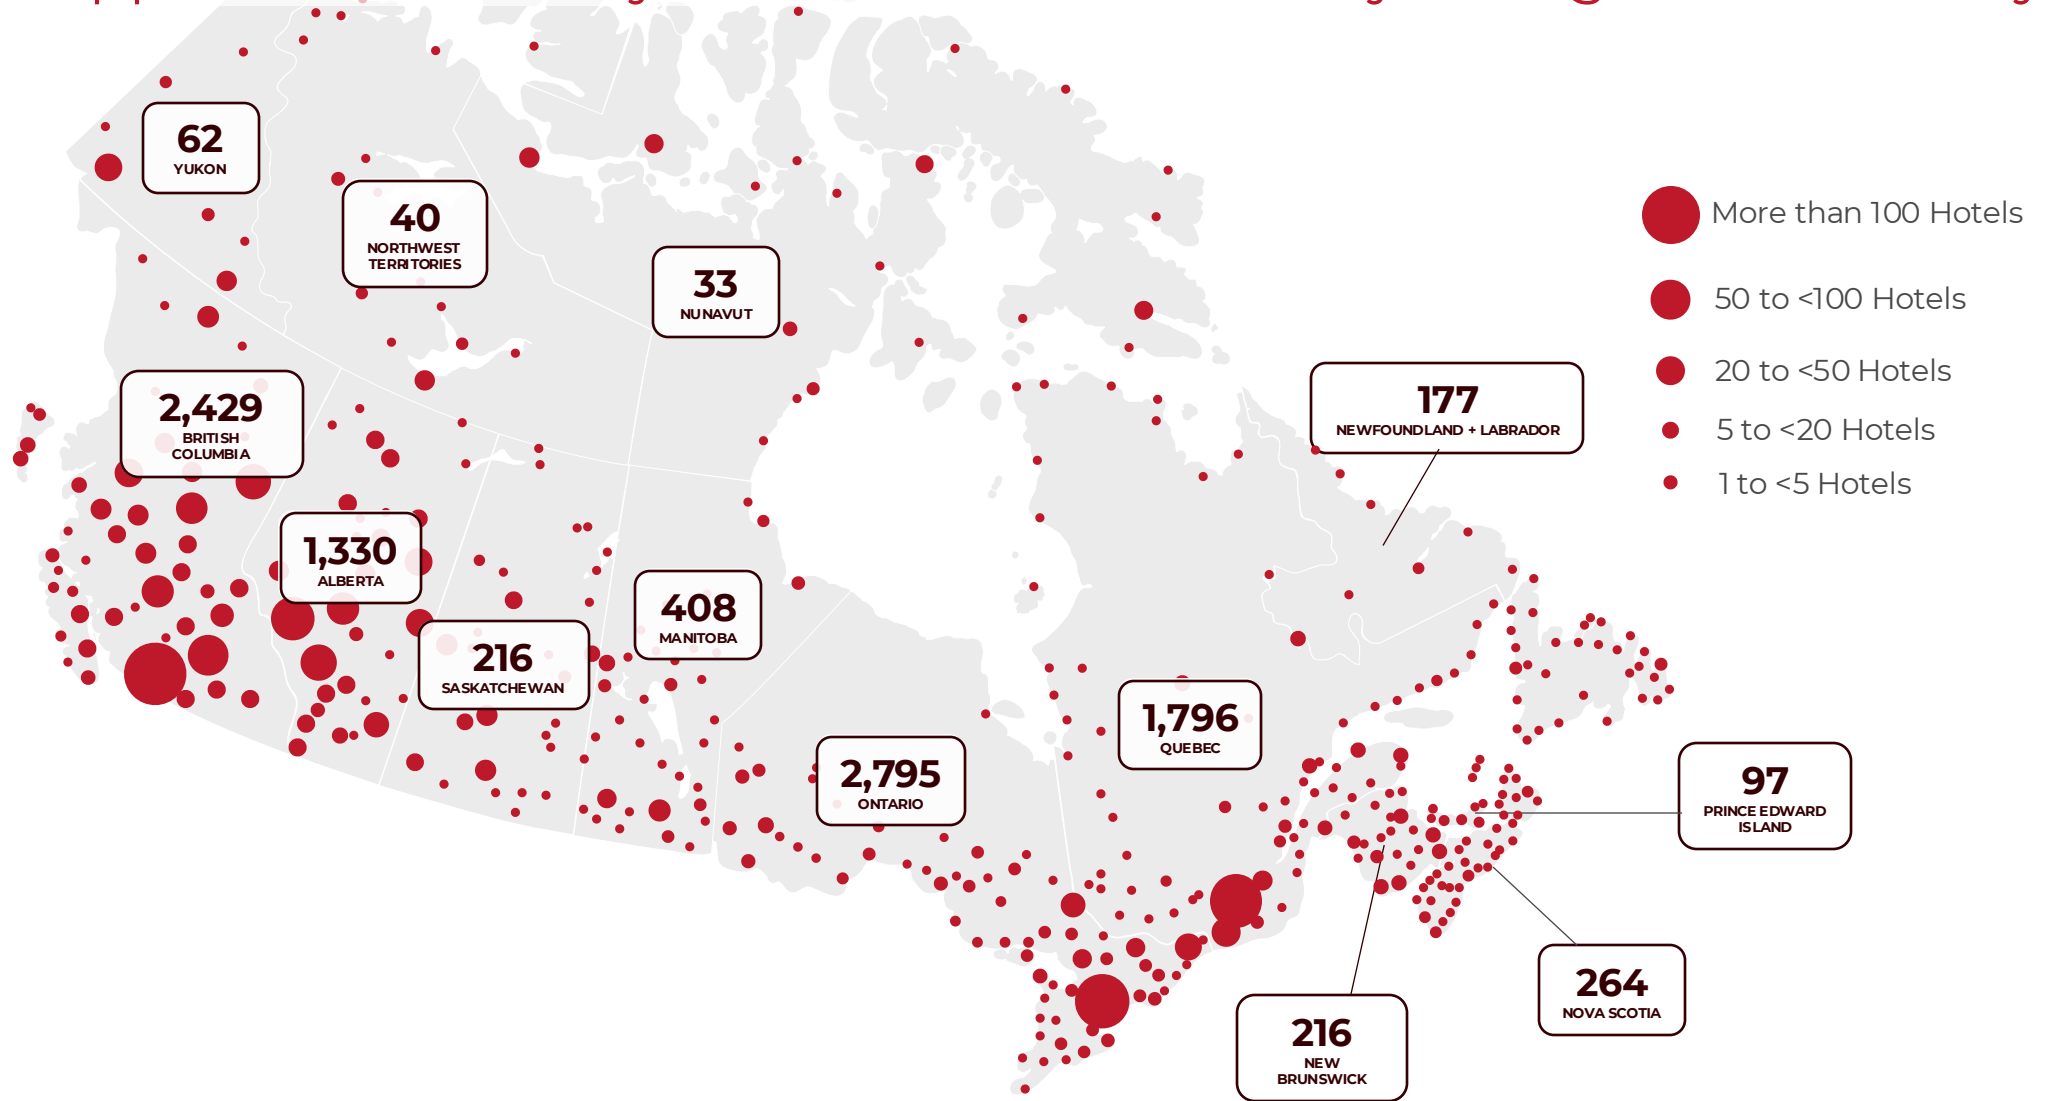 62
YUKON
40
NORTHWEST
TERRITORIES
33
NUNAVUT
More than 100 Hotels
50 to <100 Hotels
20 to <50 Hotels
5 to <20 Hotels
1 to <5 Hotels
2,429
BRITISH
COLUMBIA
177
NEWFOUNDLAND + LABRADOR
1,330
ALBERTA
408
MANITOBA
216
SASKATCHEWAN
1,796
QUEBEC
2,795
ONTARIO
97
PRINCE EDWARD
ISLAND
264
NOVA SCOTIA
216
NEW
BRUNSWICK